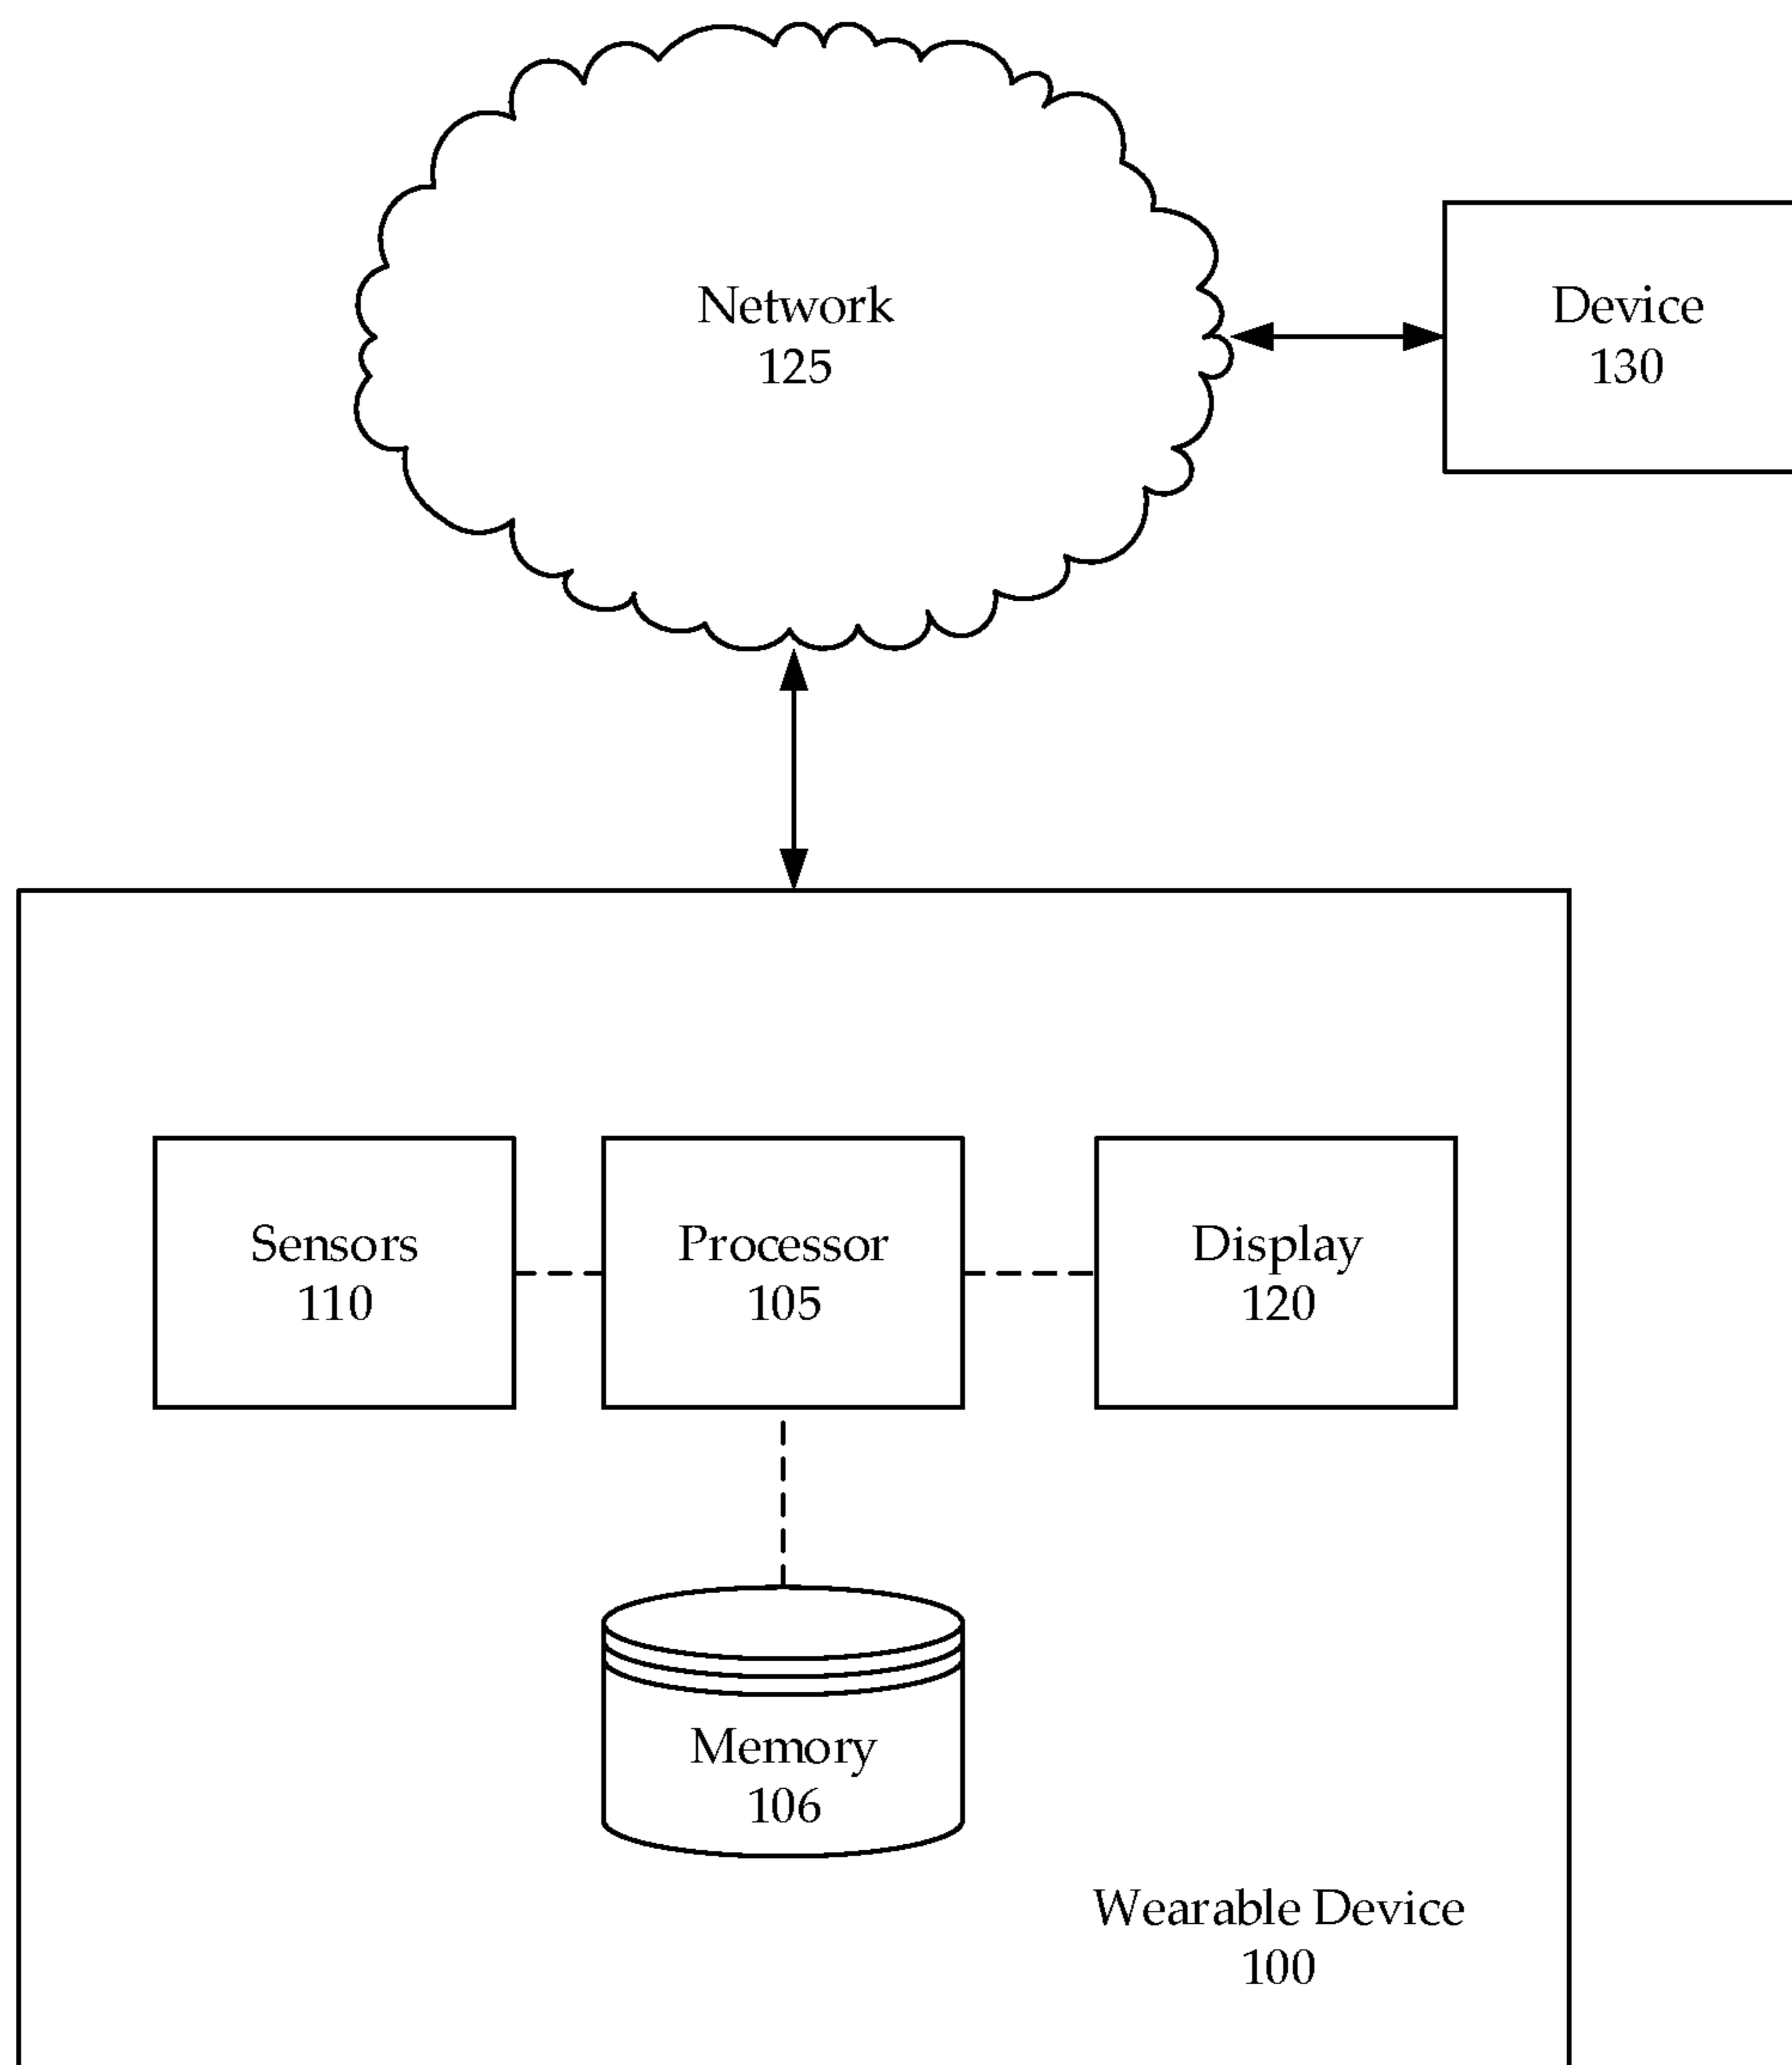 Network
125
Device
130
Sensors
110
Processor
105
Display
120
Memory
106
Wearable Device
100